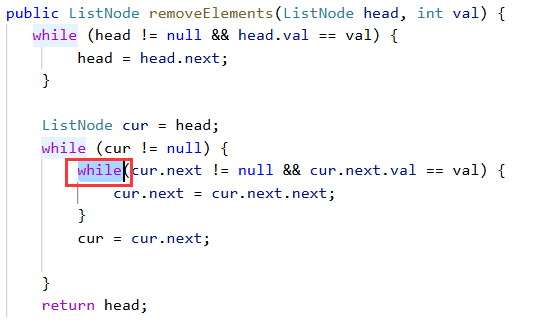 public ListNode removeElements(ListNode head, int val) {
while (head != null && head.val == val) {
head = head.next;
}
ListNode cur = head;
while (cur != null) {
while(cur.next != null && cur.next.val == val) {
cur.next = cur.next.next;
}
cur = cur.next;
}
return head;